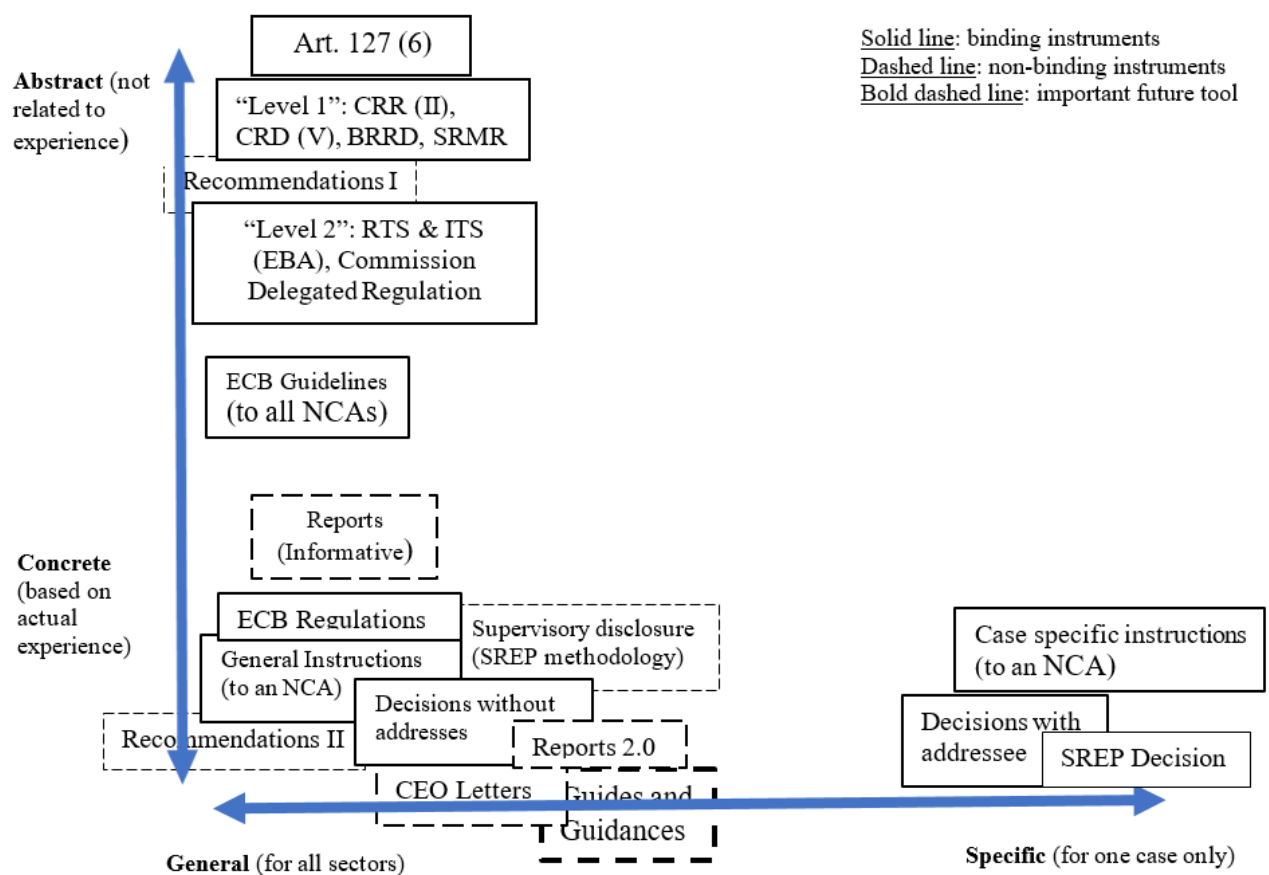 Art. 127 (6)
Solid line: binding instruments
Dashed line: non-binding instruments
Bold dashed line: important future tool
Abstract (not
related to
experience)
“Level 1”: CRR (II),
CRD (V), BRRD, SRMR
Recommendations I
“Level 2”: RTS & ITS
(EBA), Commission
Delegated Regulation
ECB Guidelines
(to all NCAs)
Reports
(Informative)
Concrete
(based on
actual
experience)
ECB Regulations
Supervisory disclosure
(SREP methodology)
General Instructions
(to an NCA)
Case specific instructions
(to an NCA)
Decisions without
addresses
Decisions with
addressee
SREP Decision
Recommendations II
Reports 2.0
CEO Letters
Guides and
Guidances
General (for all sectors)
Specific (for one case only)